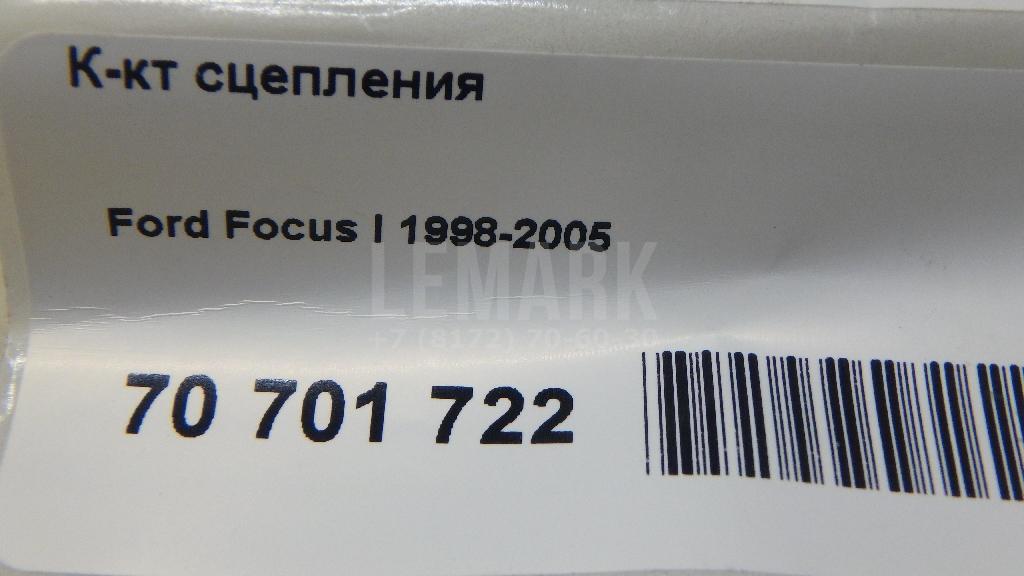 К-кт сцепления
Ford Focus I 1998-2005
LEMARK
+7 (8172) 70-60-30
70 701 722